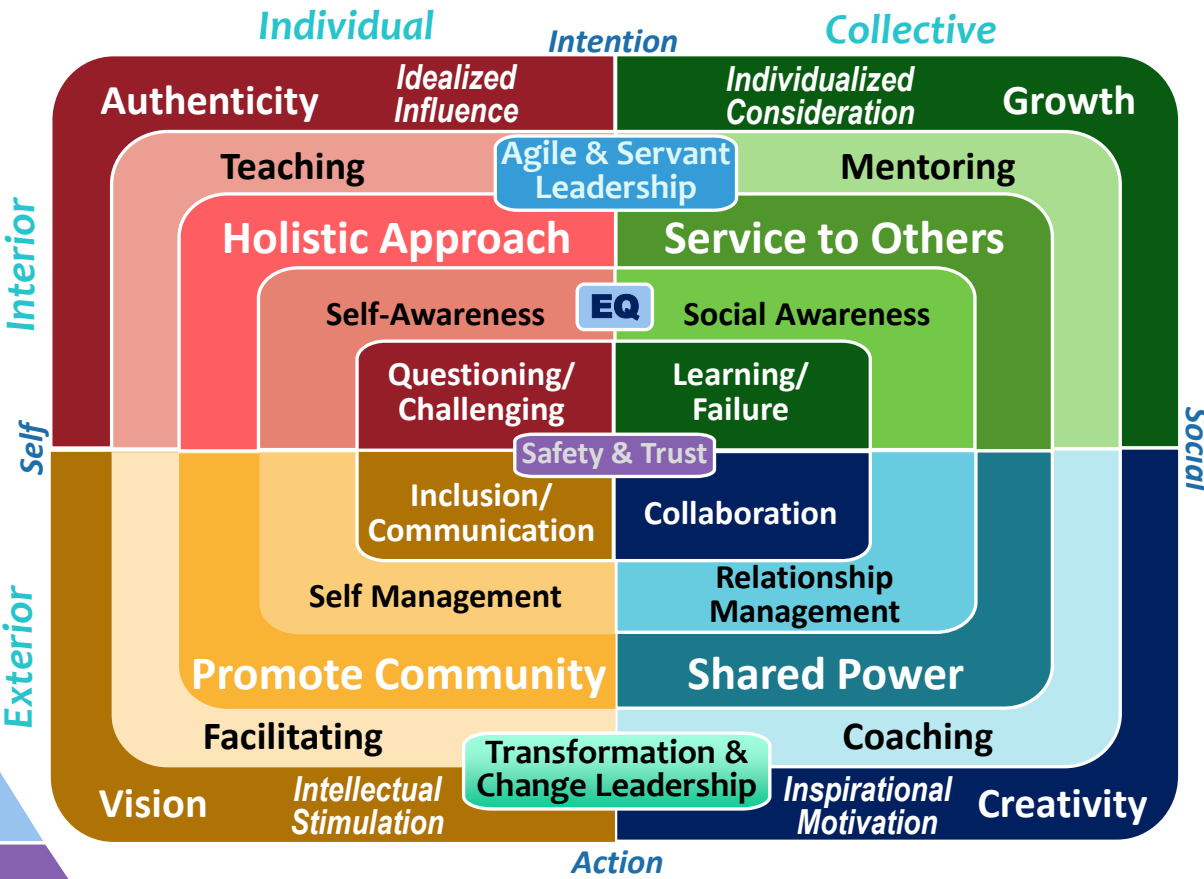 Individual
Intention
Collective
Authenticity
Idealized
Influence
Individualized
Consideration
Growth
Teaching
Agile & Servant
Leadership
Mentoring
Interior
Holistic Approach
Service to Others
Self-Awareness
EQ
Social Awareness
Questioning/
Challenging
Learning/
Failure
Self
Safety & Trust
Social
Inclusion/
Communication
Collaboration
Exterior
Self Management
Relationship
Management
Promote Community
Shared Power
Facilitating
Transformation &
Change Leadership
Coaching
Vision
Intellectual
Stimulation
Inspirational
Motivation
Creativity
Action